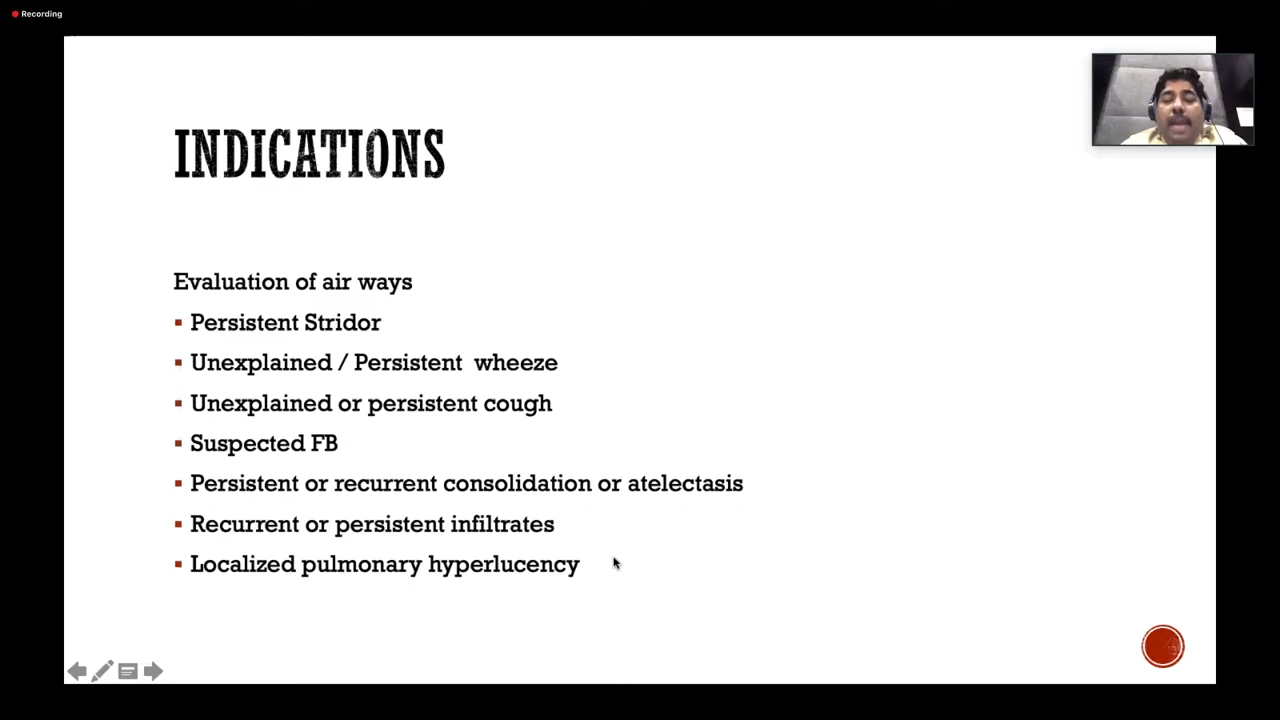 Recording
INDICATIONS
Evaluation of air ways
Persistent Stridor
Unexplained / Persistent wheeze
Unexplained or persistent cough
Suspected FB
Persistent or recurrent consolidation or atelectasis
Recurrent or persistent infiltrates
Localized pulmonary hyperlucency